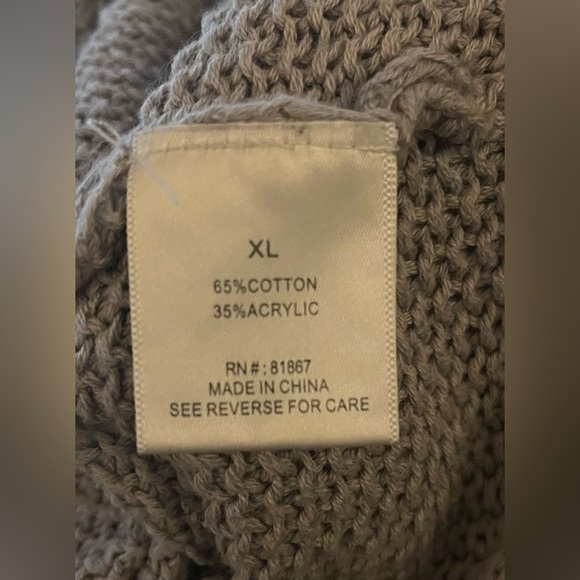 XL
65%COTTON
35%ACRYLIC
RN#: 81867
MADE IN CHINA
SEE REVERSE FOR CARE